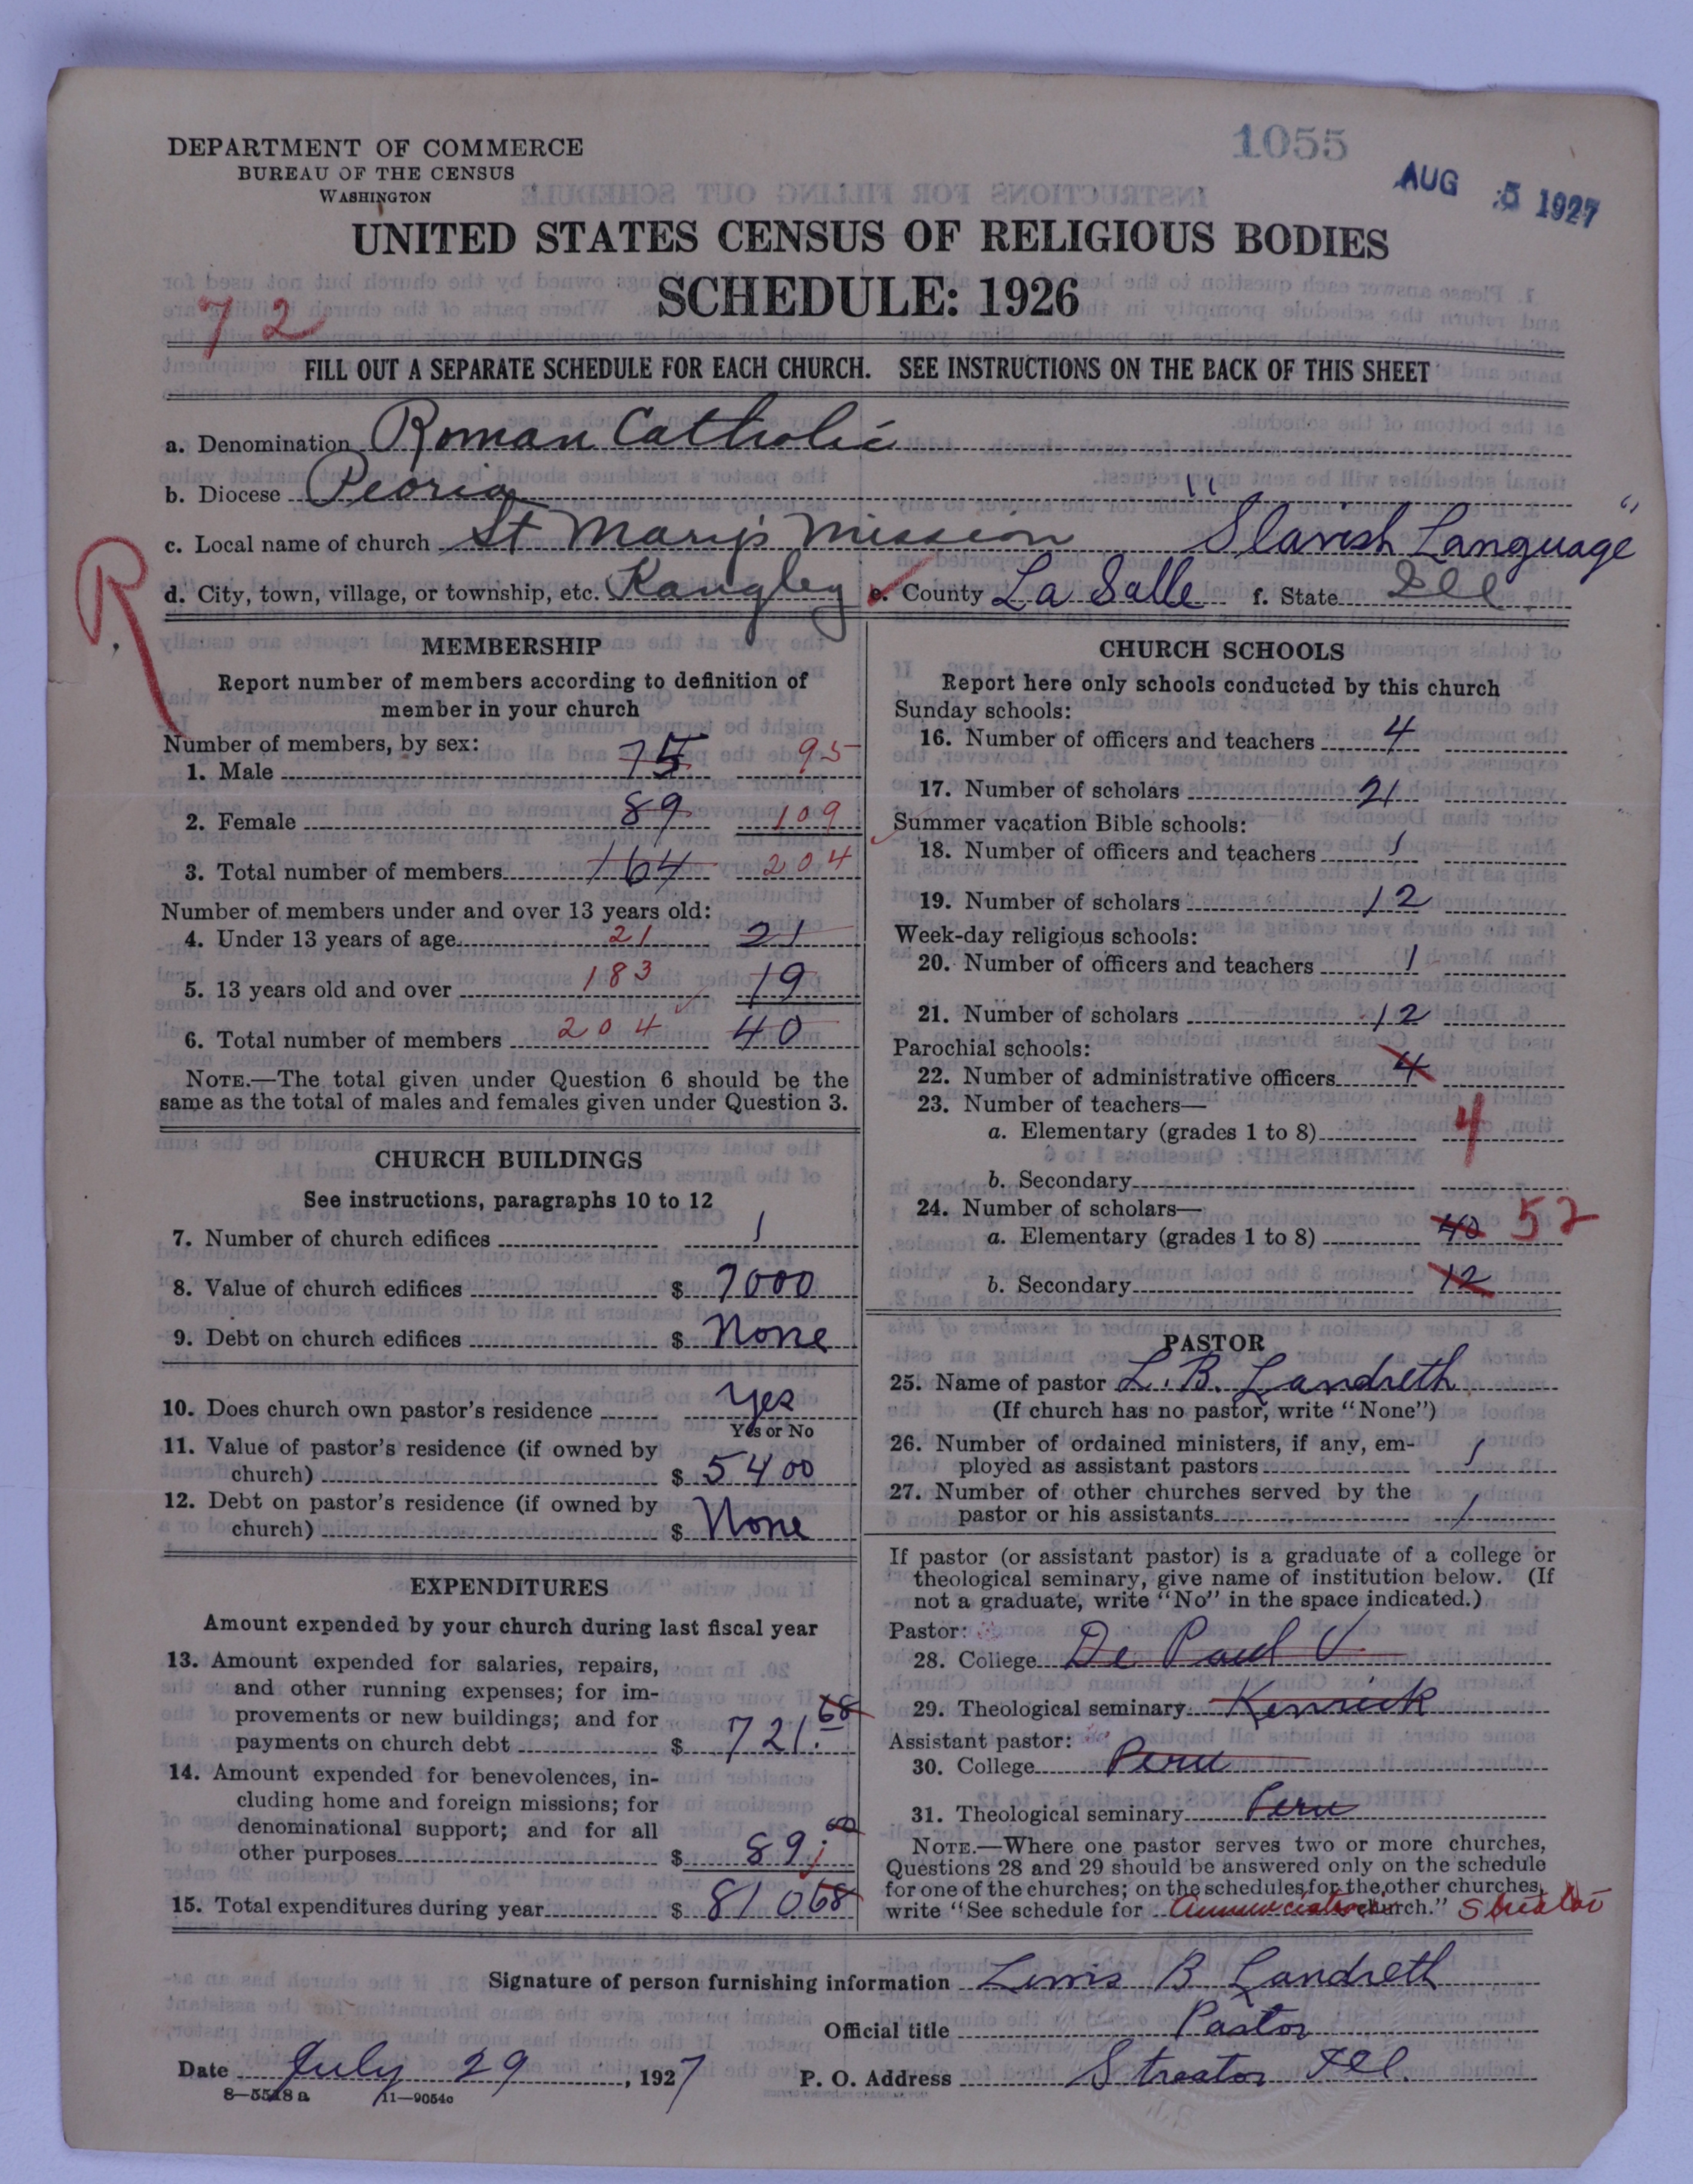 1055
AUG 5 1927
DEPARTMENT OF COMMERCE
BUREAU OF THE CENSUS
WASHINGTON
UNITED STATES CENSUS OF RELIGIOUS BODIES
SCHEDULE: 1926
72
FILL OUT A SEPARATE SCHEDULE FOR EACH CHURCH. SEE INSTRUCTIONS ON THE BACK OF THIS SHEET
a. Denomination Roman Catholic
b. Diocese Peoria
c. Local name of church St Mary's Mission "Slavish Language"
d. City, town, village, or township, etc. Kangley e. County La Salle f. State Ill
R
MEMBERSHIP
Report number of members according to definition of
member in your church
Number of members, by sex:
1. Male 75 95
2. Female 89 109
3. Total number of members 164 204
Number of members under and over 13 years old:
4. Under 13 years of age 21 21
5. 13 years old and over 183 19
6. Total number of members 204 40
NOTE.—The total given under Question 6 should be the
same as the total of males and females given under Question 3.
CHURCH BUILDINGS
See instructions, paragraphs 10 to 12
7. Number of church edifices 1
8. Value of church edifices $ 7000
9. Debt on church edifices $ None
10. Does church own pastor's residence Yes
Yes or No
11. Value of pastor's residence (if owned by
church) $ 5400
12. Debt on pastor's residence (if owned by
church) $ None
EXPENDITURES
Amount expended by your church during last fiscal year
13. Amount expended for salaries, repairs,
and other running expenses; for im-
provements or new buildings; and for
payments on church debt $ 721.68
14. Amount expended for benevolences, in-
cluding home and foreign missions; for
denominational support; and for all
other purposes $ 89.00
15. Total expenditures during year $ 81068
CHURCH SCHOOLS
Report here only schools conducted by this church
Sunday schools:
16. Number of officers and teachers 4
17. Number of scholars 21
Summer vacation Bible schools:
18. Number of officers and teachers 1
19. Number of scholars 12
Week-day religious schools:
20. Number of officers and teachers 1
21. Number of scholars 12
Parochial schools:
22. Number of administrative officers 4
23. Number of teachers—
a. Elementary (grades 1 to 8) 4
b. Secondary
24. Number of scholars—
a. Elementary (grades 1 to 8) 40 52
b. Secondary 12
PASTOR
25. Name of pastor L. B. Landreth
(If church has no pastor, write "None")
26. Number of ordained ministers, if any, em-
ployed as assistant pastors 1
27. Number of other churches served by the
pastor or his assistants 1
If pastor (or assistant pastor) is a graduate of a college or
theological seminary, give name of institution below. (If
not a graduate, write "No" in the space indicated.)
Pastor:
28. College De Paul U
29. Theological seminary Kenrick
Assistant pastor:
30. College Peru
31. Theological seminary Peru
NOTE.—Where one pastor serves two or more churches,
Questions 28 and 29 should be answered only on the schedule
for one of the churches; on the schedules for the other churches,
write "See schedule for Annunciation church." Streator
Signature of person furnishing information Lewis B Landreth
Official title Pastor
Date July 29, 1927 P. O. Address Streator Ill.
8—5518 a 11—9054c